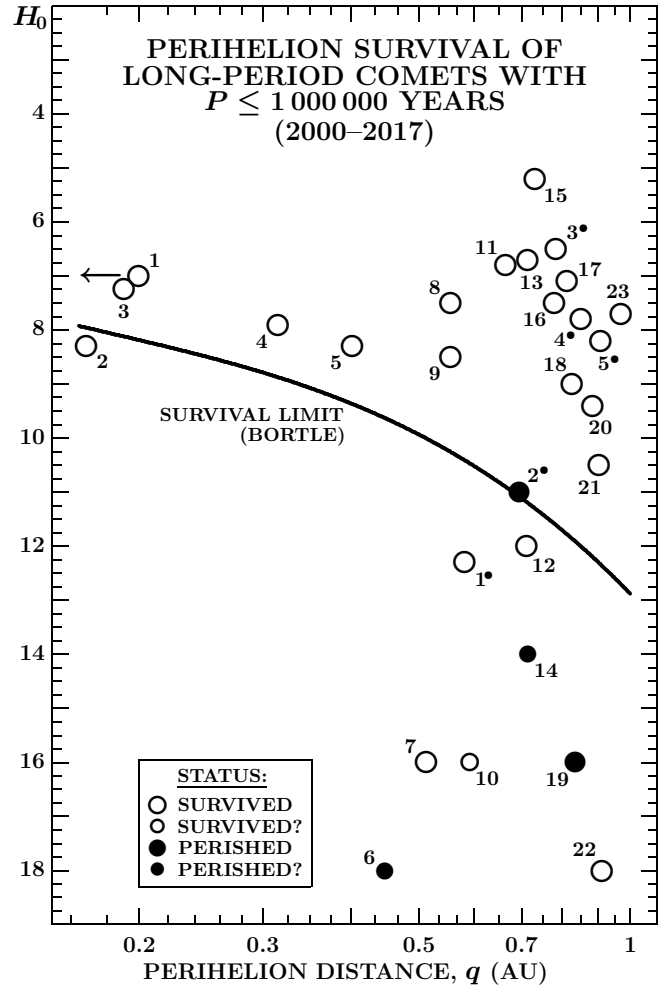 H₀
PERIHELION SURVIVAL OF
LONG-PERIOD COMETS WITH
P ≤ 1 000 000 YEARS
(2000–2017)
4
15
6
3•
11
1
13
17
3
8
16
23
8
4
5
4•
2
9
18
5•
SURVIVAL LIMIT
(BORTLE)
20
10
2•
21
12
12
1•
14
14
7
16
10
19
STATUS:
SURVIVED
SURVIVED?
PERISHED
PERISHED?
6
22
18
0.2 0.3 0.5 0.7 1
PERIHELION DISTANCE, q (AU)